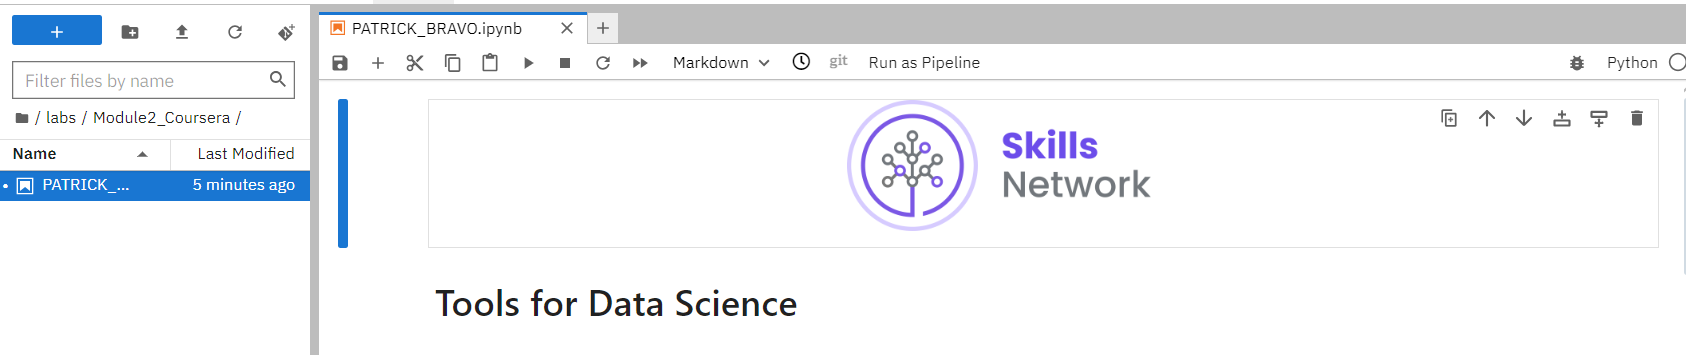 PATRICK_BRAVO.ipynb
Filter files by name
/ labs / Module2_Coursera /
Name Last Modified
PATRICK_... 5 minutes ago
Markdown git Run as Pipeline Python
Skills
Network
Tools for Data Science